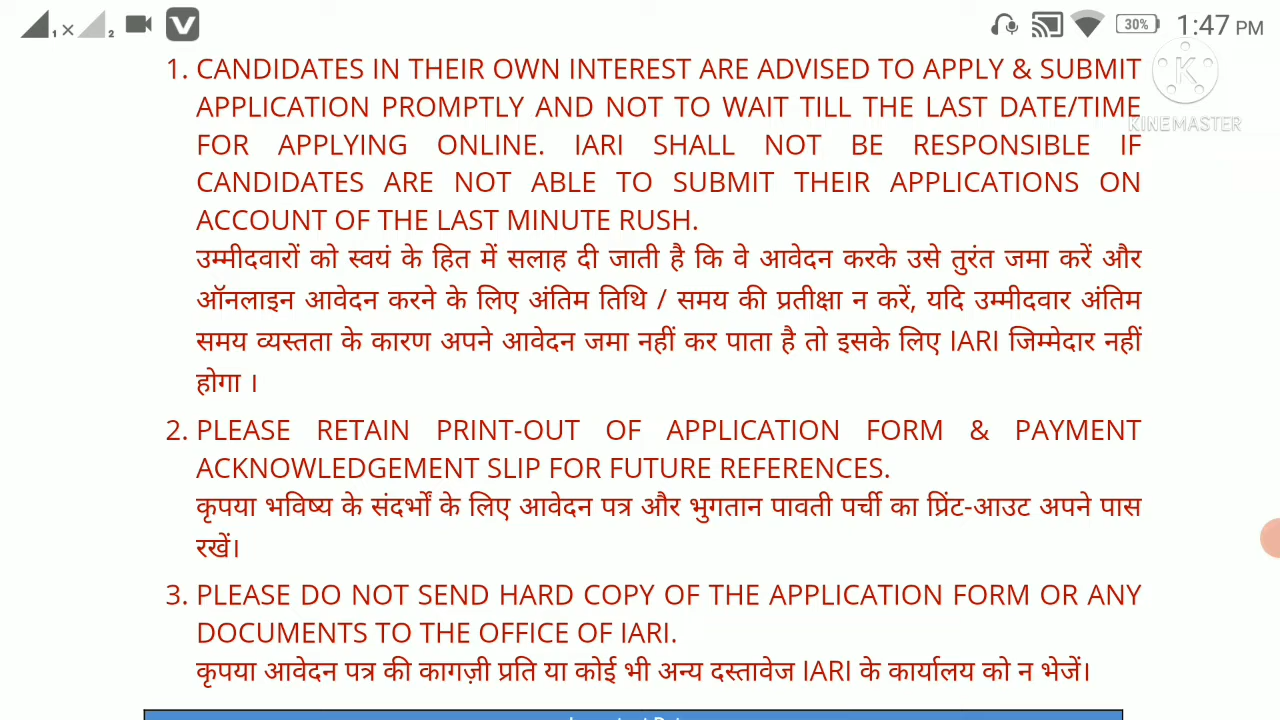 1 × 2 V 30% 1:47 PM
K
KINEMASTER
1. CANDIDATES IN THEIR OWN INTEREST ARE ADVISED TO APPLY & SUBMIT
APPLICATION PROMPTLY AND NOT TO WAIT TILL THE LAST DATE/TIME
FOR APPLYING ONLINE. IARI SHALL NOT BE RESPONSIBLE IF
CANDIDATES ARE NOT ABLE TO SUBMIT THEIR APPLICATIONS ON
ACCOUNT OF THE LAST MINUTE RUSH.
उम्मीदवारों को स्वयं के हित में सलाह दी जाती है कि वे आवेदन करके उसे तुरंत जमा करें और
ऑनलाइन आवेदन करने के लिए अंतिम तिथि / समय की प्रतीक्षा न करें, यदि उम्मीदवार अंतिम
समय व्यस्तता के कारण अपने आवेदन जमा नहीं कर पाता है तो इसके लिए IARI जिम्मेदार नहीं
होगा ।
2. PLEASE RETAIN PRINT-OUT OF APPLICATION FORM & PAYMENT
ACKNOWLEDGEMENT SLIP FOR FUTURE REFERENCES.
कृपया भविष्य के संदर्भों के लिए आवेदन पत्र और भुगतान पावती पर्ची का प्रिंट-आउट अपने पास
रखें।
3. PLEASE DO NOT SEND HARD COPY OF THE APPLICATION FORM OR ANY
DOCUMENTS TO THE OFFICE OF IARI.
कृपया आवेदन पत्र की कागज़ी प्रति या कोई भी अन्य दस्तावेज IARI के कार्यालय को न भेजें।